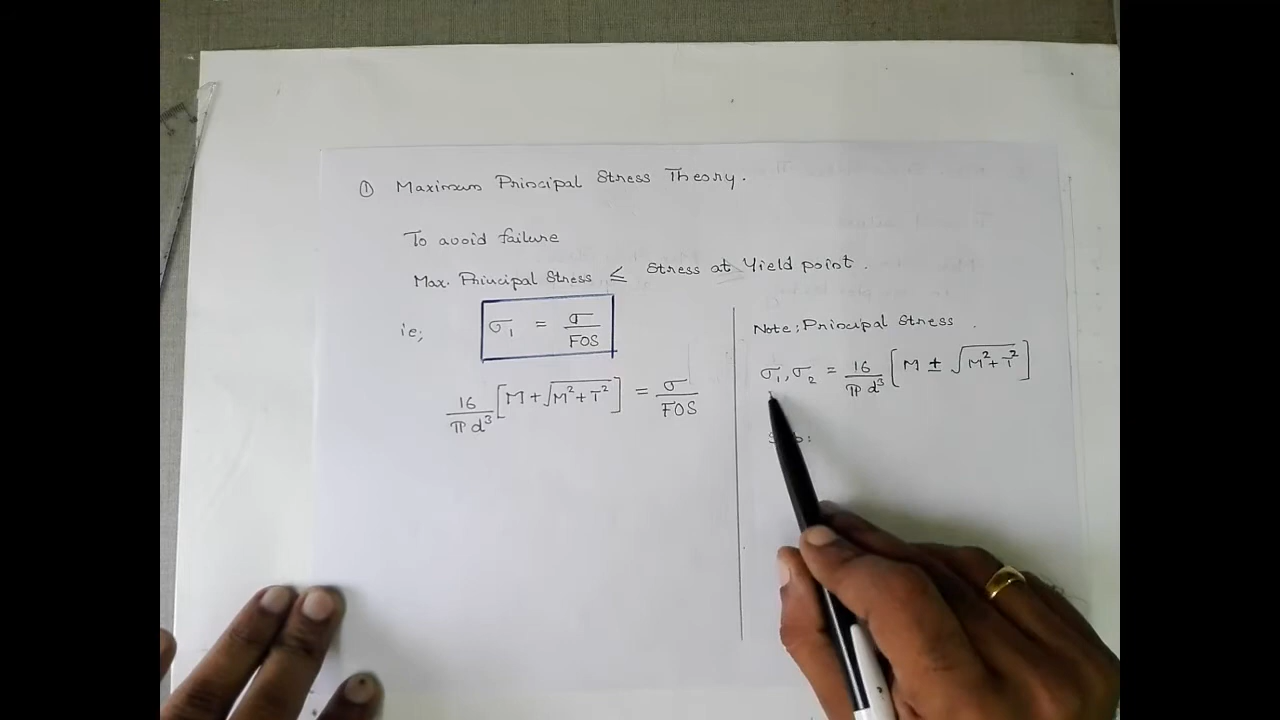 ① Maximum Principal Stress Theory.
To avoid failure
Max. Principal Stress ≤ Stress at Yield point.
ie; σ₁ = σ/FOS
16/πd³ [M + √(M² + T²)] = σ/FOS
Note: Principal Stress.
σ₁, σ₂ = 16/πd³ [M ± √(M² + T²)]